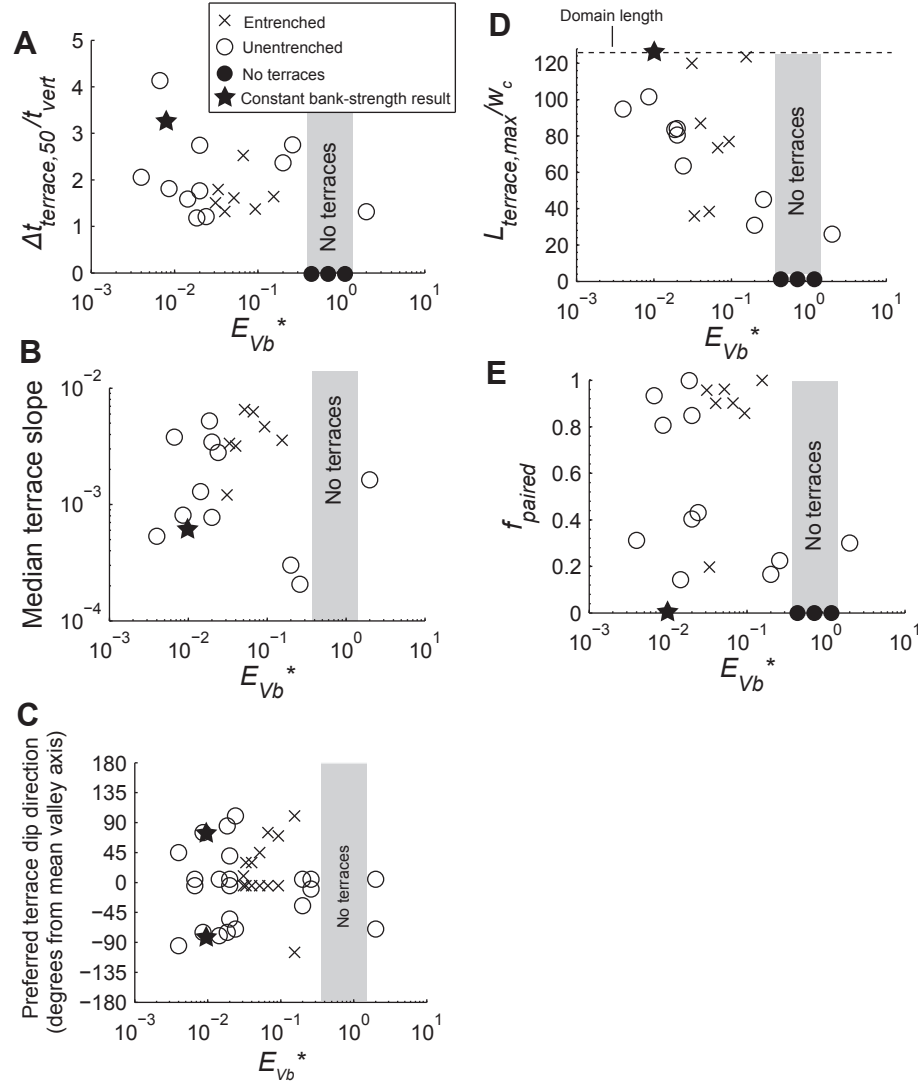 A
× Entrenched
○ Unentrenched
● No terraces
★ Constant bank-strength result
Δt_terrace,50/t_vert
5
4
3
2
1
0
No terraces
10^−3
10^−2
10^−1
10^0
10^1
E_Vb*
B
Median terrace slope
10^−2
10^−3
10^−4
No terraces
10^−3
10^−2
10^−1
10^0
10^1
E_Vb*
C
Preferred terrace dip direction
(degrees from mean valley axis)
180
135
90
45
0
−45
−90
−135
−180
No terraces
10^−3
10^−2
10^−1
10^0
10^1
E_Vb*
D
Domain length
L_terrace,max/w_c
120
100
80
60
40
20
0
No terraces
10^−3
10^−2
10^−1
10^0
10^1
E_Vb*
E
f_paired
1
0.8
0.6
0.4
0.2
0
No terraces
10^−3
10^−2
10^−1
10^0
10^1
E_Vb*